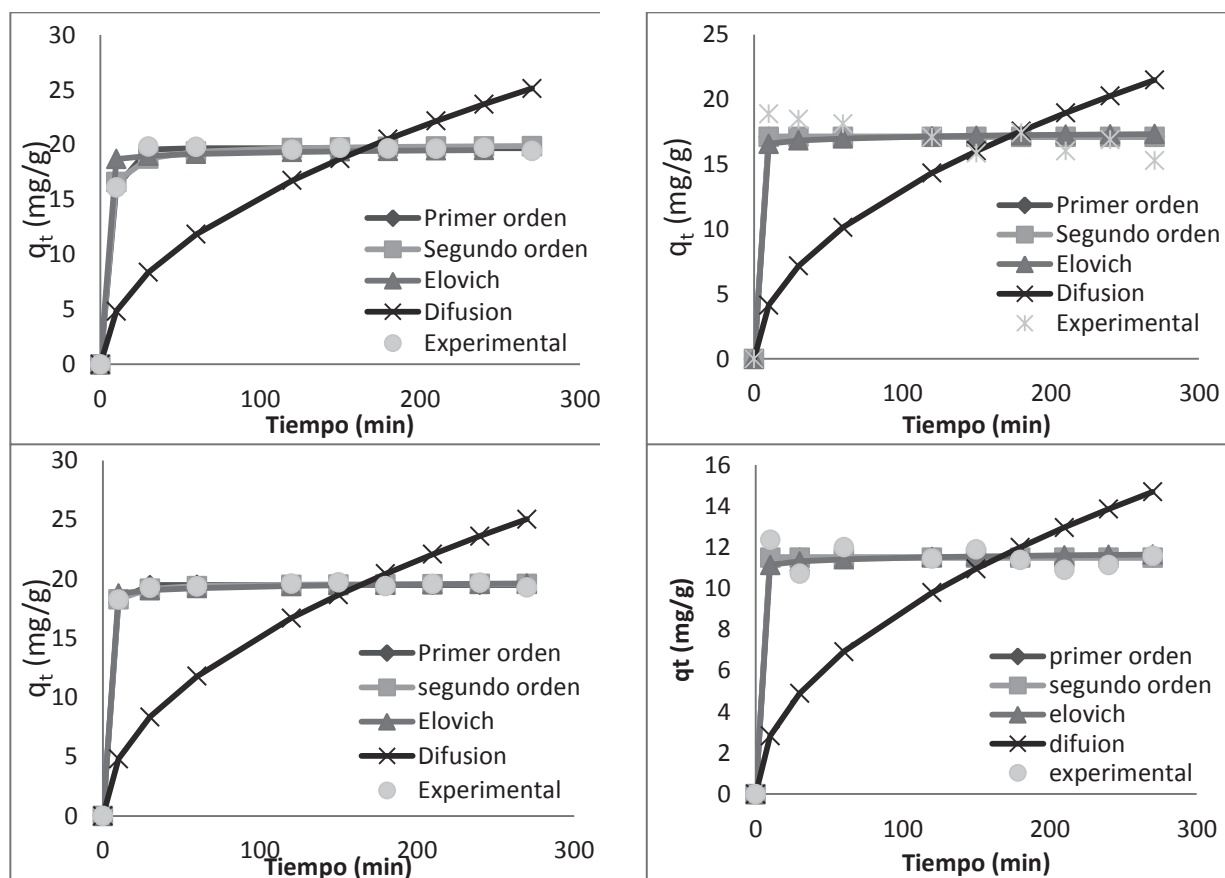 30
25
20
15
10
5
0
qt (mg/g)
Primer orden
Segundo orden
Elovich
Difusion
Experimental
0 100 200 300
Tiempo (min)
25
20
15
10
5
0
qt (mg/g)
Primer orden
Segundo orden
Elovich
Difusion
Experimental
0 100 200 300
Tiempo (min)
30
25
20
15
10
5
0
qt (mg/g)
Primer orden
segundo orden
Elovich
Difusion
Experimental
0 100 200 300
Tiempo (min)
16
14
12
10
8
6
4
2
0
qt (mg/g)
primer orden
segundo orden
elovich
difuion
experimental
0 100 200 300
Tiempo (min)